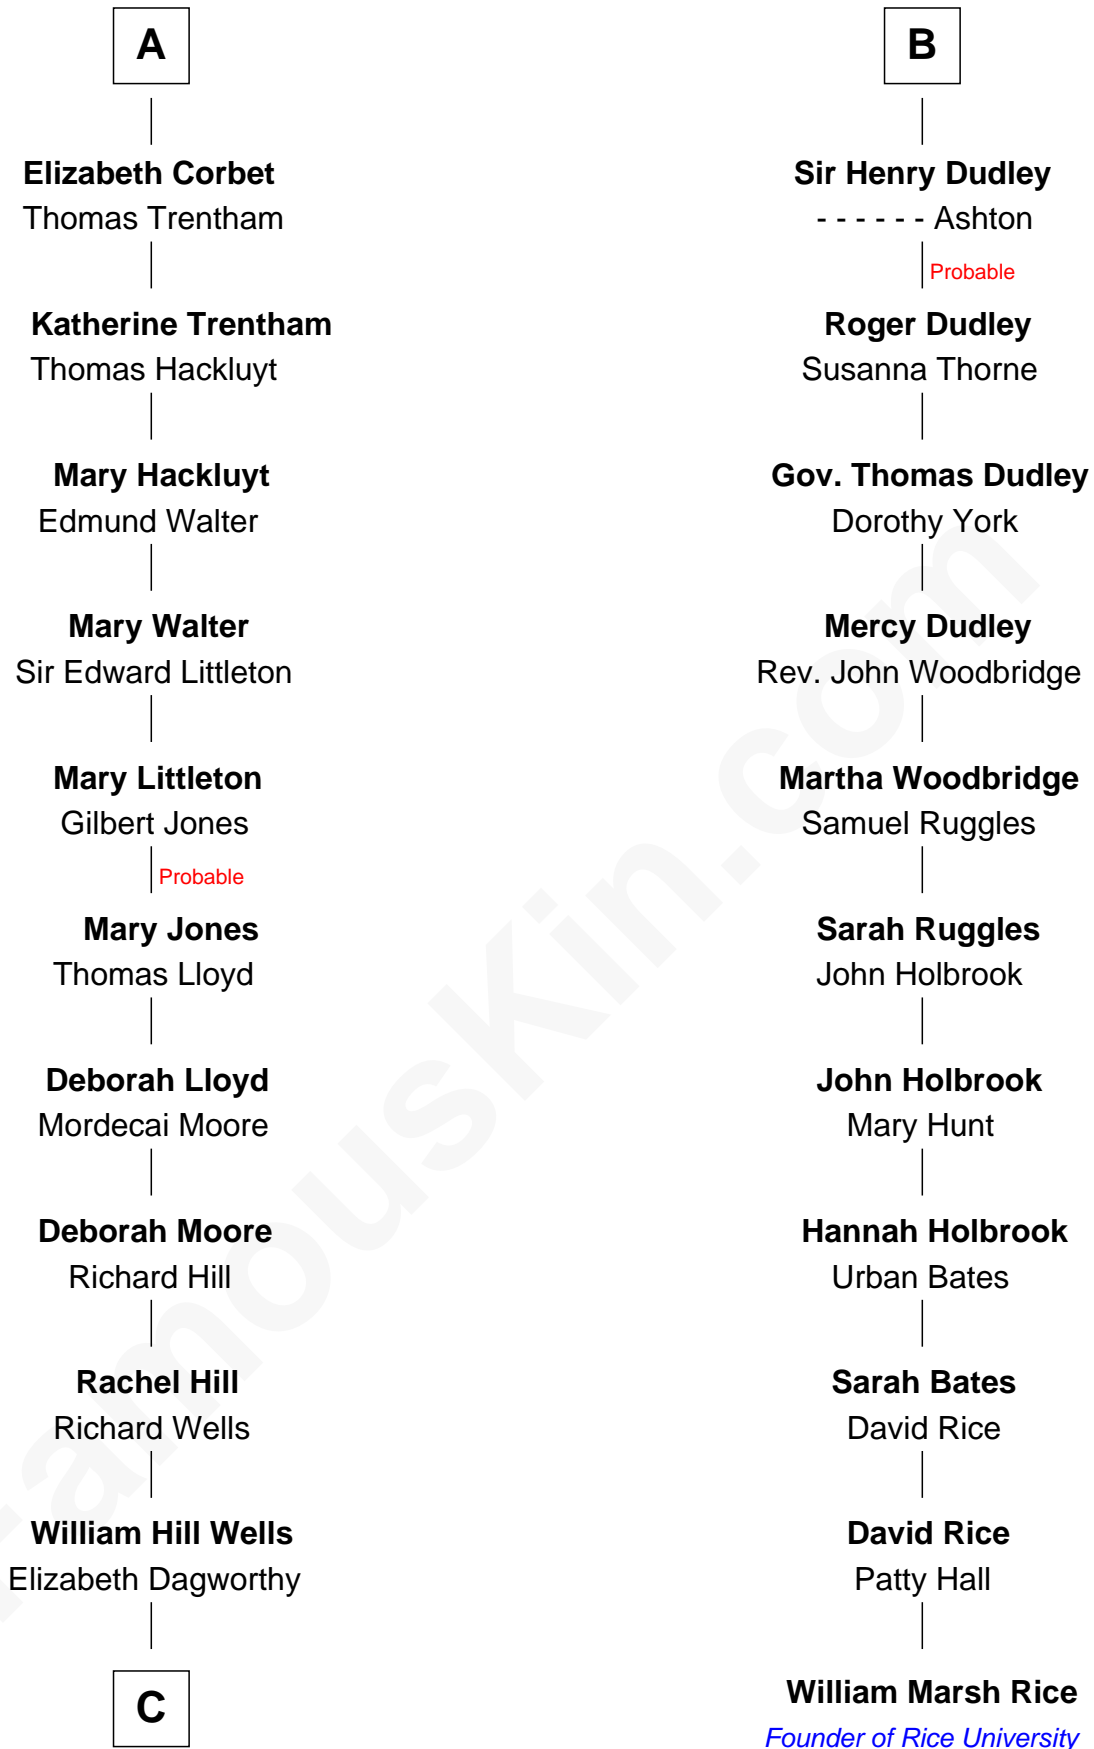 A
Elizabeth Corbet
Thomas Trentham
Katherine Trentham
Thomas Hackluyt
Mary Hackluyt
Edmund Walter
Mary Walter
Sir Edward Littleton
Mary Littleton
Gilbert Jones
Probable
Mary Jones
Thomas Lloyd
Deborah Lloyd
Mordecai Moore
Deborah Moore
Richard Hill
Rachel Hill
Richard Wells
William Hill Wells
Elizabeth Dagworthy
C
B
Sir Henry Dudley
- - - - - - Ashton
Probable
Roger Dudley
Susanna Thorne
Gov. Thomas Dudley
Dorothy York
Mercy Dudley
Rev. John Woodbridge
Martha Woodbridge
Samuel Ruggles
Sarah Ruggles
John Holbrook
John Holbrook
Mary Hunt
Hannah Holbrook
Urban Bates
Sarah Bates
David Rice
David Rice
Patty Hall
William Marsh Rice
Founder of Rice University
FamousKin.com